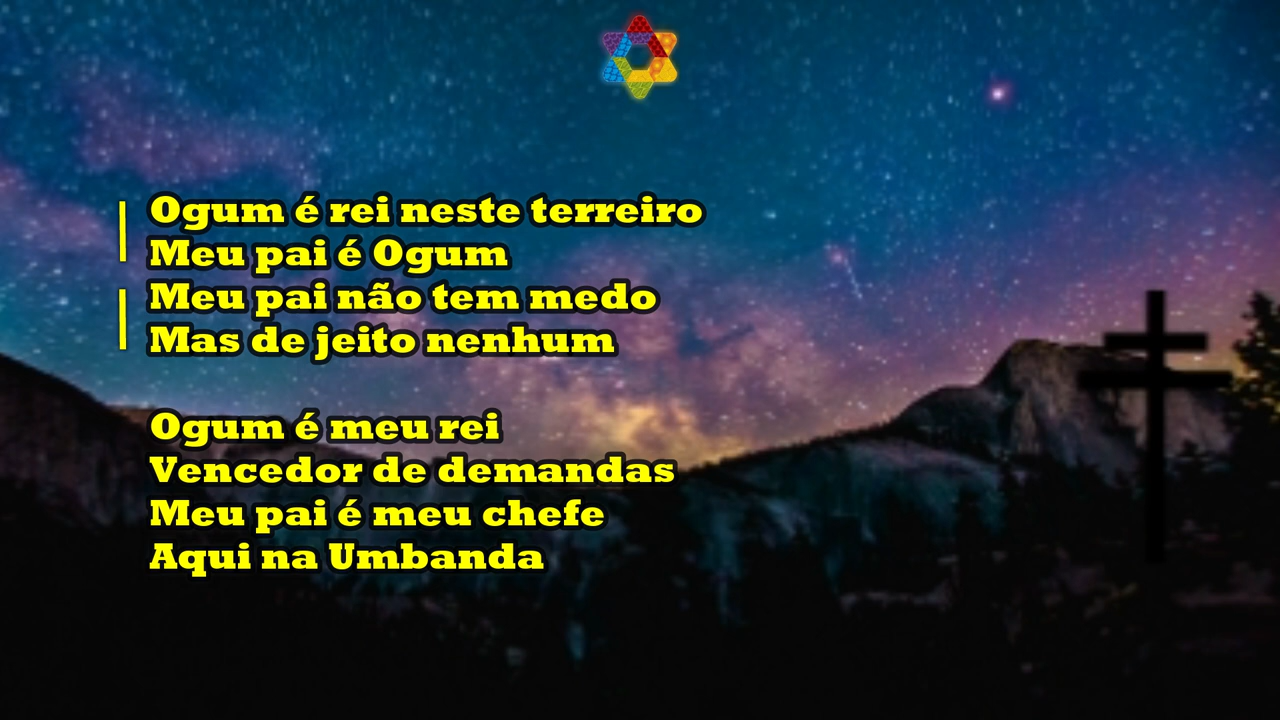 Ogum é rei neste terreiro
Meu pai é Ogum
Meu pai não tem medo
Mas de jeito nenhum
Ogum é meu rei
Vencedor de demandas
Meu pai é meu chefe
Aqui na Umbanda